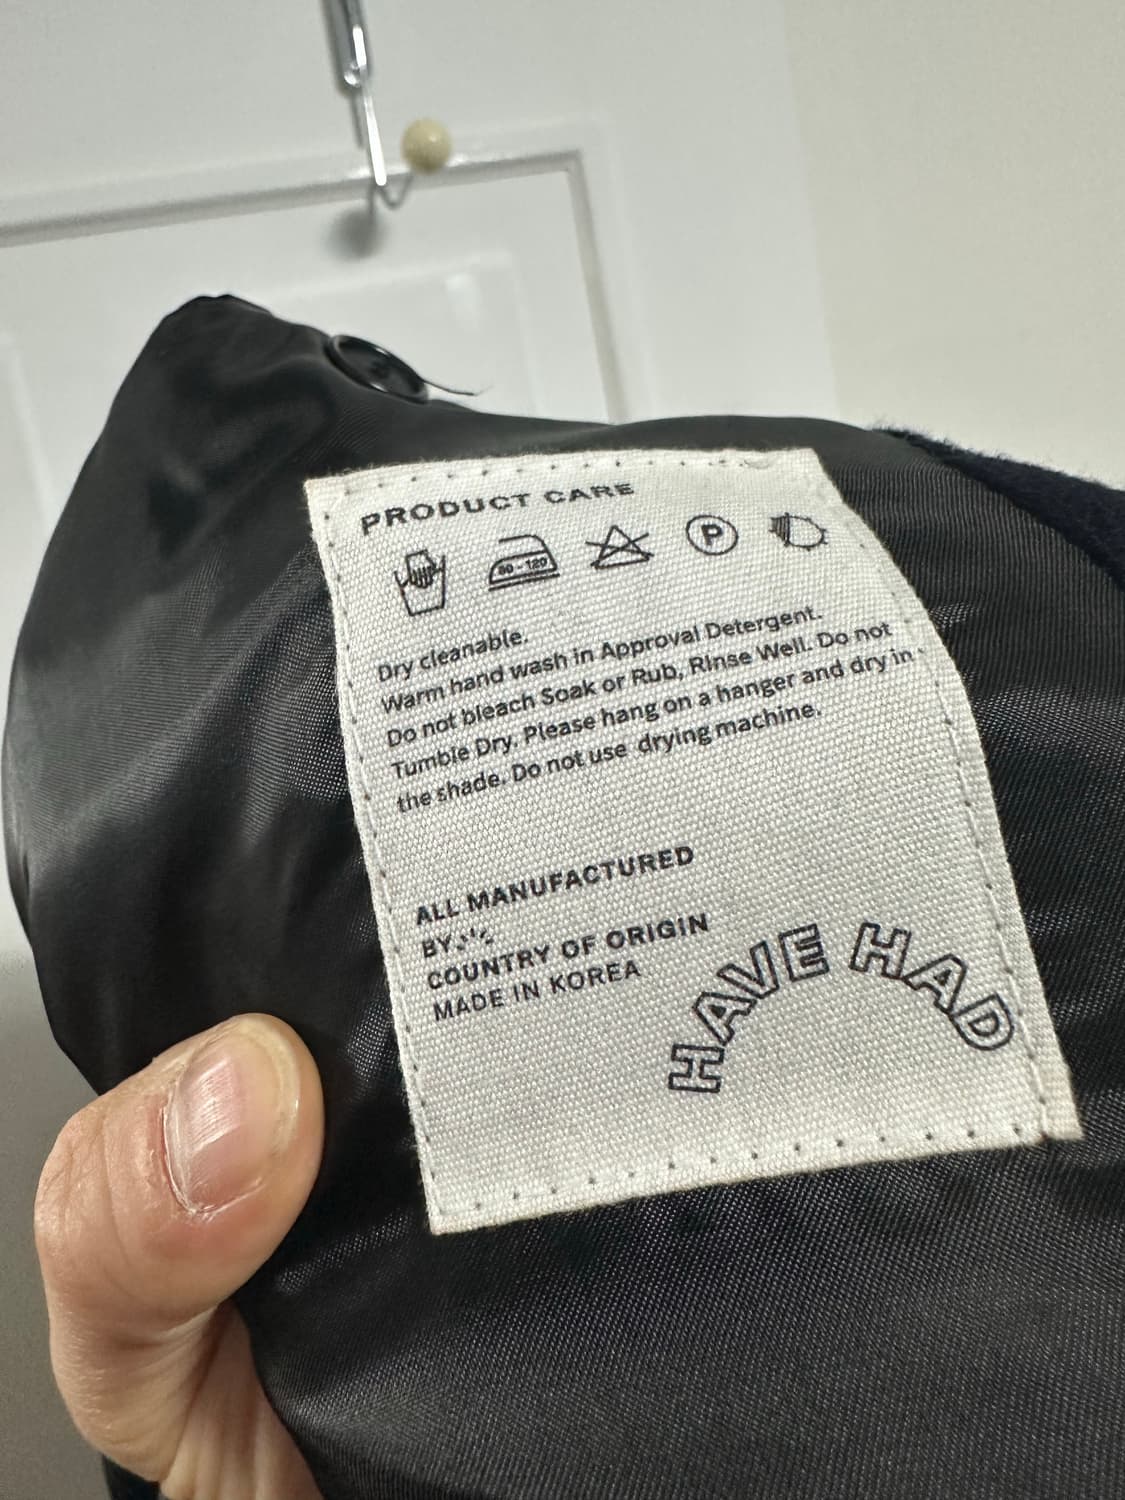 PRODUCT CARE
80-120
P
Dry cleanable.
Warm hand wash in Approval Detergent.
Do not bleach Soak or Rub, RInse Well. Do not
Tumble Dry. Please hang on a hanger and dry in
the shade. Do not use drying machine.
ALL MANUFACTURED
BY
COUNTRY OF ORIGIN
MADE IN KOREA
HAVE HAD